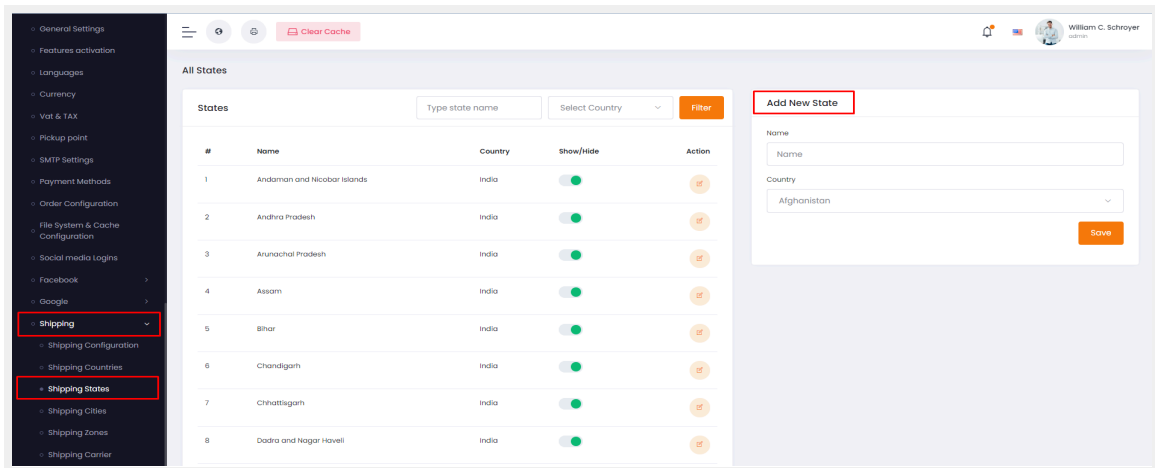 General Settings
Features activation
Languages
Currency
Vat & TAX
Pickup point
SMTP Settings
Payment Methods
Order Configuration
File System & Cache
Configuration
Social media Logins
Facebook
Google
Shipping
Shipping Configuration
Shipping Countries
Shipping States
Shipping Cities
Shipping Zones
Shipping Carrier
Clear Cache
William C. Schroyer
admin
All States
States
Type state name
Select Country
Filter
# Name Country Show/Hide Action
1 Andaman and Nicobar Islands India
2 Andhra Pradesh India
3 Arunachal Pradesh India
4 Assam India
5 Bihar India
6 Chandigarh India
7 Chhattisgarh India
8 Dadra and Nagar Haveli India
Add New State
Name
Name
Country
Afghanistan
Save